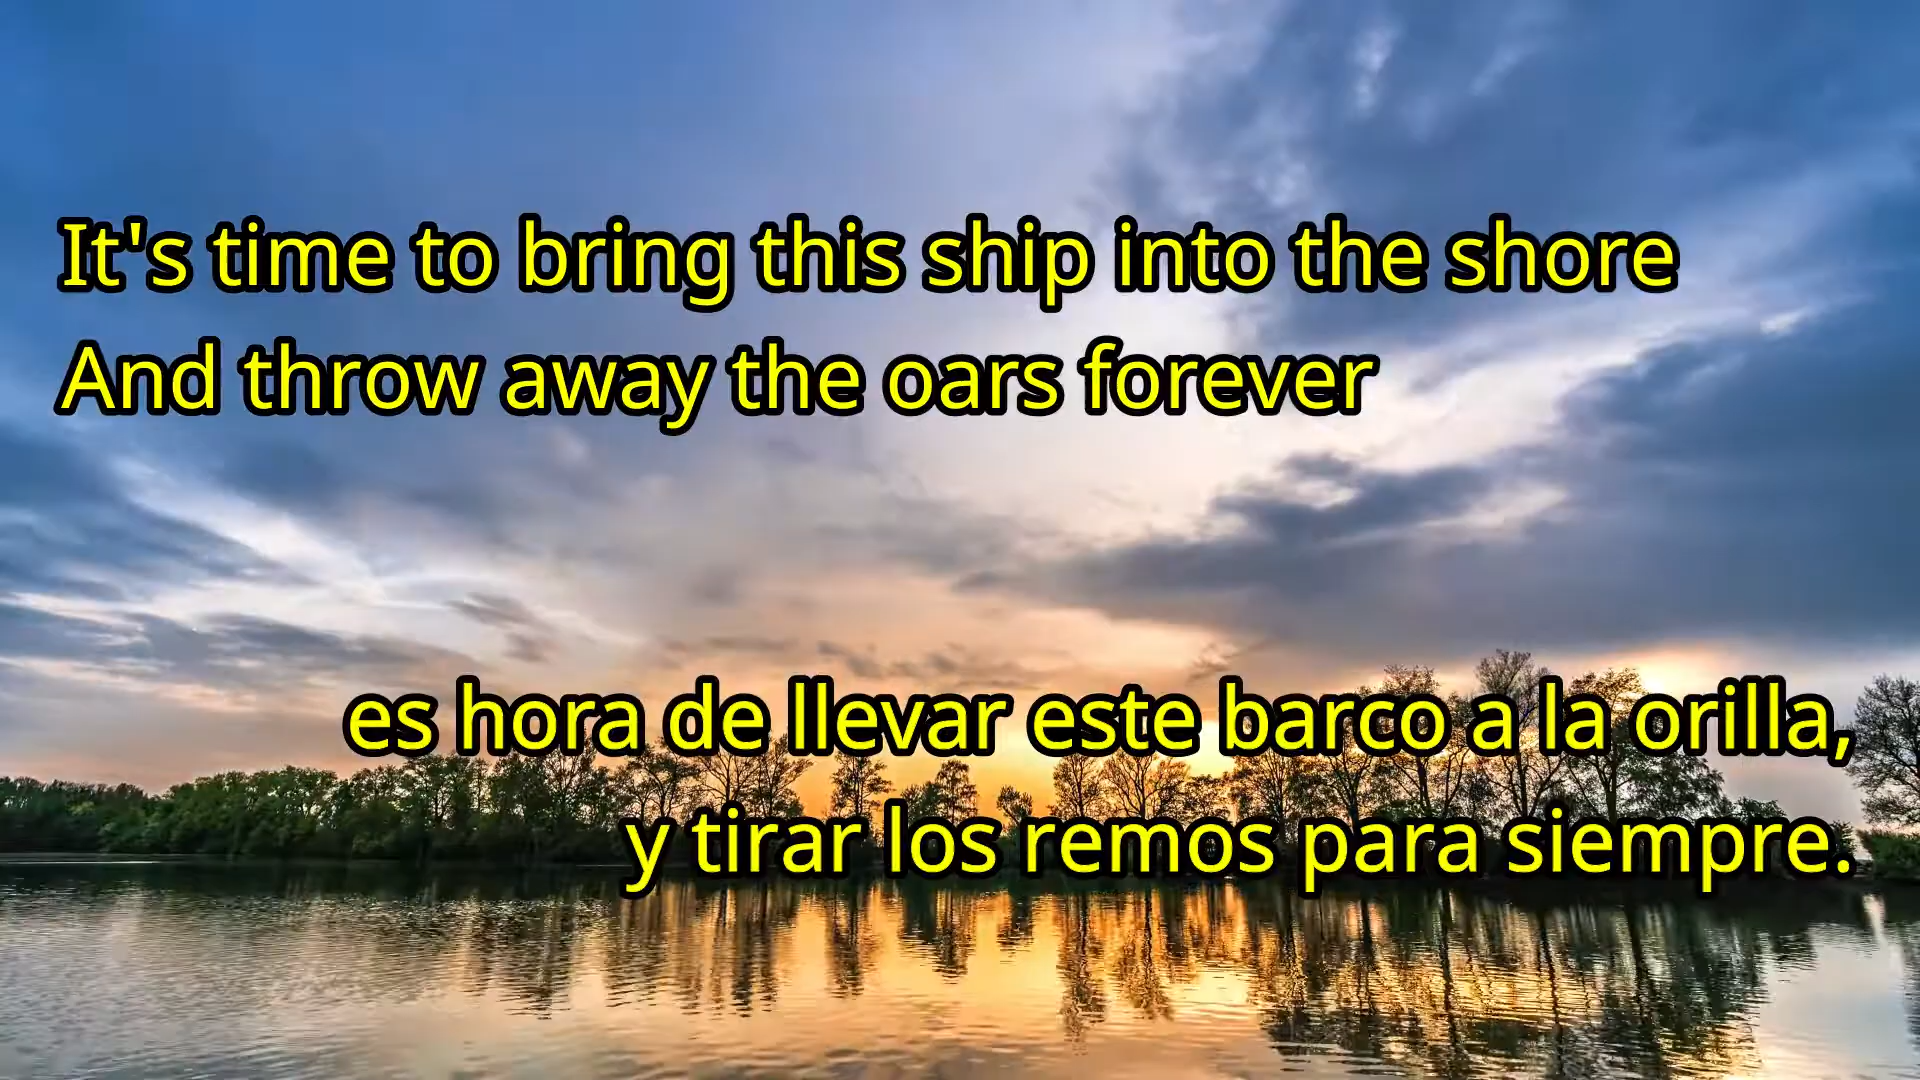 It's time to bring this ship into the shore
And throw away the oars forever
es hora de llevar este barco a la orilla,
y tirar los remos para siempre.